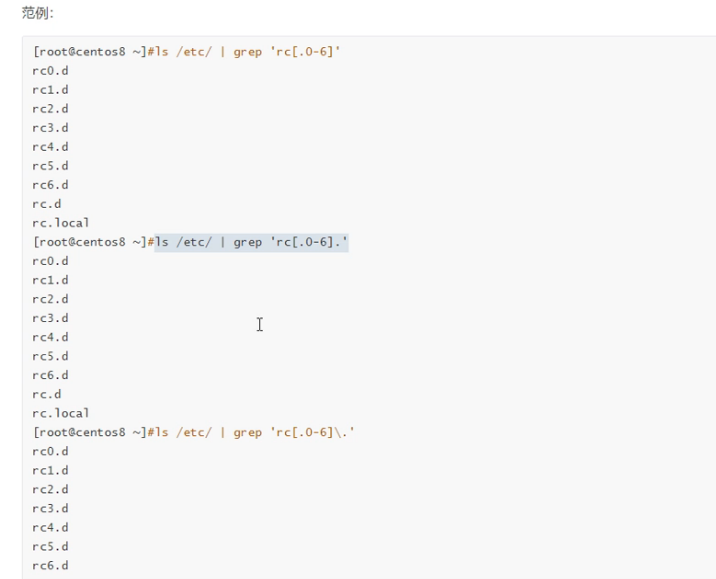 范例：
[root@centos8 ~]#ls /etc/ | grep 'rc[.0-6]'
rc0.d
rc1.d
rc2.d
rc3.d
rc4.d
rc5.d
rc6.d
rc.d
rc.local
[root@centos8 ~]#ls /etc/ | grep 'rc[.0-6].'
rc0.d
rc1.d
rc2.d
rc3.d
rc4.d
rc5.d
rc6.d
rc.d
rc.local
[root@centos8 ~]#ls /etc/ | grep 'rc[.0-6]\.'
rc0.d
rc1.d
rc2.d
rc3.d
rc4.d
rc5.d
rc6.d